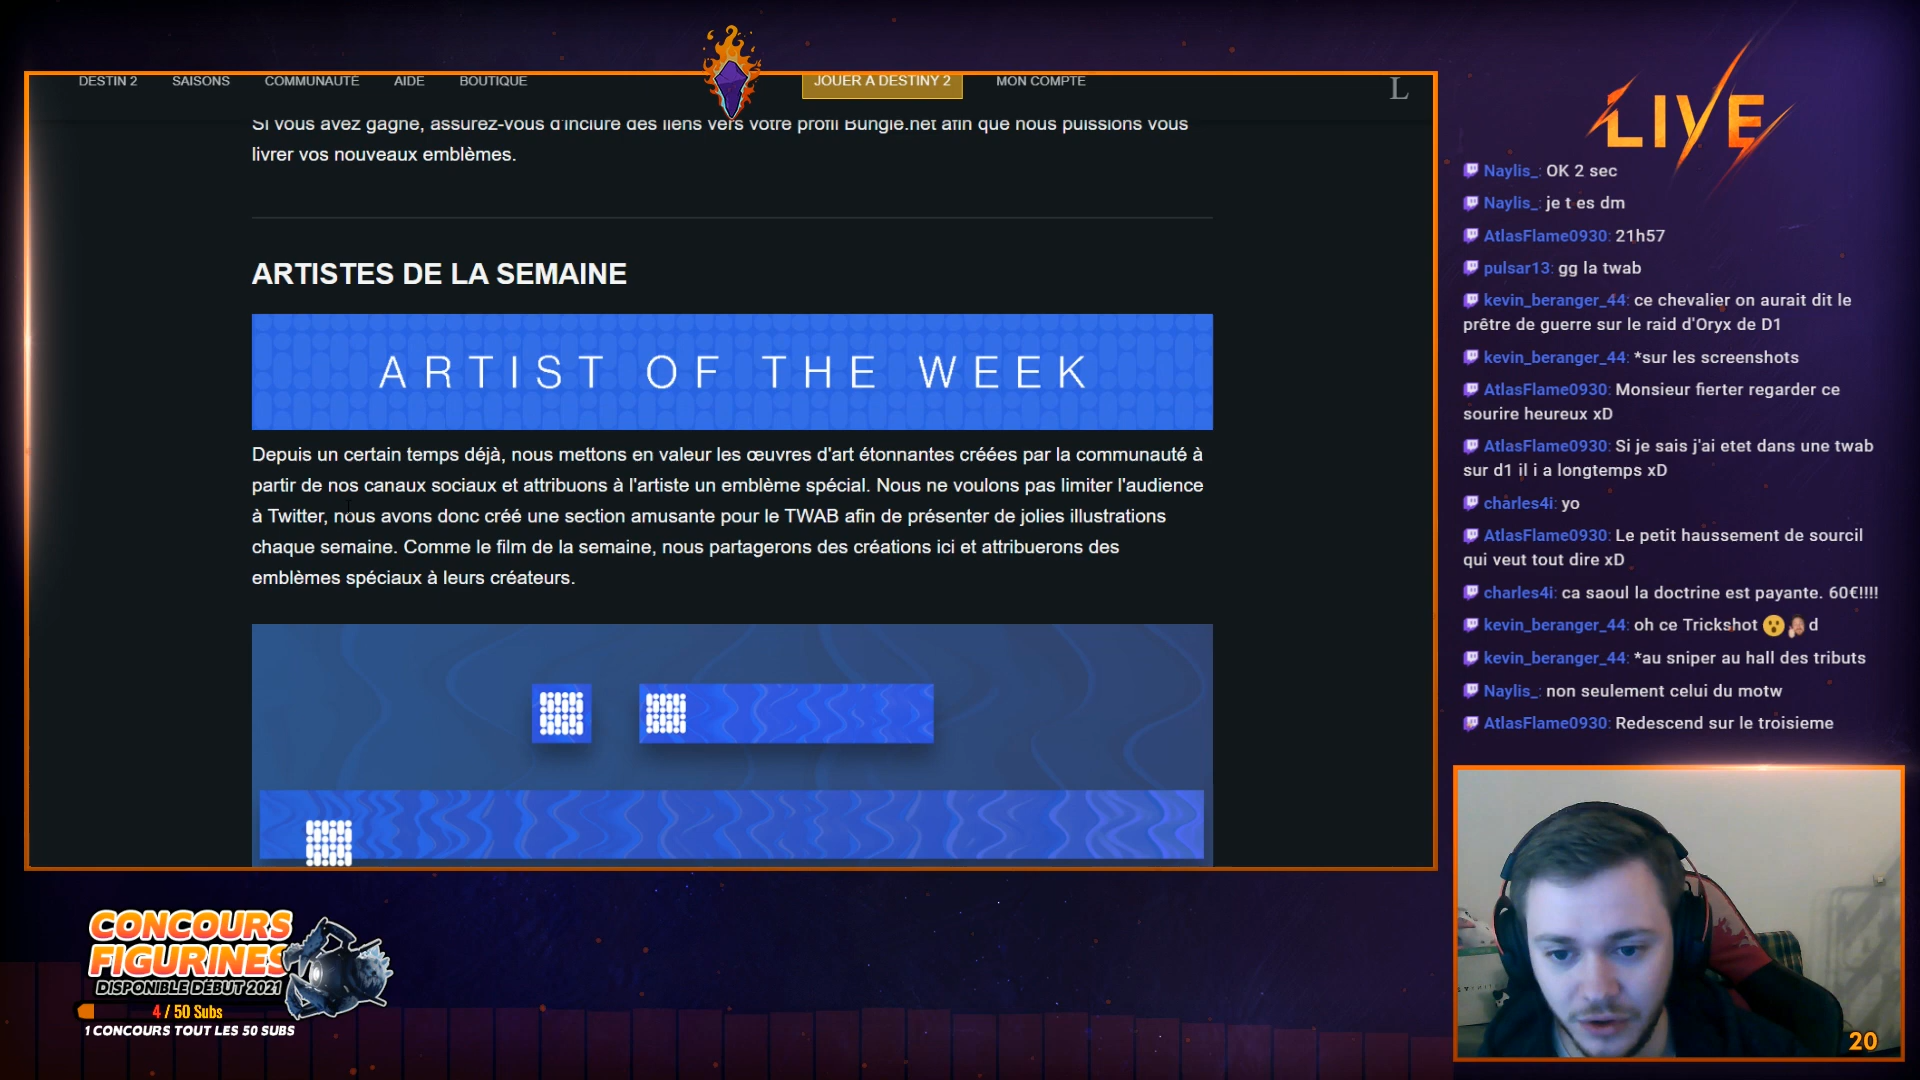 DESTIN 2 SAISONS COMMUNAUTÉ AIDE BOUTIQUE JOUER A DESTINY 2 MON COMPTE L
Si vous avez gagné, assurez-vous d'inclure des liens vers votre profil Bungie.net afin que nous puissions vous
livrer vos nouveaux emblèmes.
ARTISTES DE LA SEMAINE
ARTIST OF THE WEEK
Depuis un certain temps déjà, nous mettons en valeur les œuvres d'art étonnantes créées par la communauté à
partir de nos canaux sociaux et attribuons à l'artiste un emblème spécial. Nous ne voulons pas limiter l'audience
à Twitter, nous avons donc créé une section amusante pour le TWAB afin de présenter de jolies illustrations
chaque semaine. Comme le film de la semaine, nous partagerons des créations ici et attribuerons des
emblèmes spéciaux à leurs créateurs.
LIVE
Naylis_: OK 2 sec
Naylis_: je t es dm
AtlasFlame0930: 21h57
pulsar13: gg la twab
kevin_beranger_44: ce chevalier on aurait dit le
prêtre de guerre sur le raid d'Oryx de D1
kevin_beranger_44: *sur les screenshots
AtlasFlame0930: Monsieur fierter regarder ce
sourire heureux xD
AtlasFlame0930: Si je sais j'ai etet dans une twab
sur d1 il i a longtemps xD
charles4i: yo
AtlasFlame0930: Le petit haussement de sourcil
qui veut tout dire xD
charles4i: ca saoul la doctrine est payante. 60€!!!!
kevin_beranger_44: oh ce Trickshot 😮 d
kevin_beranger_44: *au sniper au hall des tributs
Naylis_: non seulement celui du motw
AtlasFlame0930: Redescend sur le troisieme
CONCOURS
FIGURINES
DISPONIBLE DÉBUT 2021
4 / 50 Subs
1 CONCOURS TOUT LES 50 SUBS
20